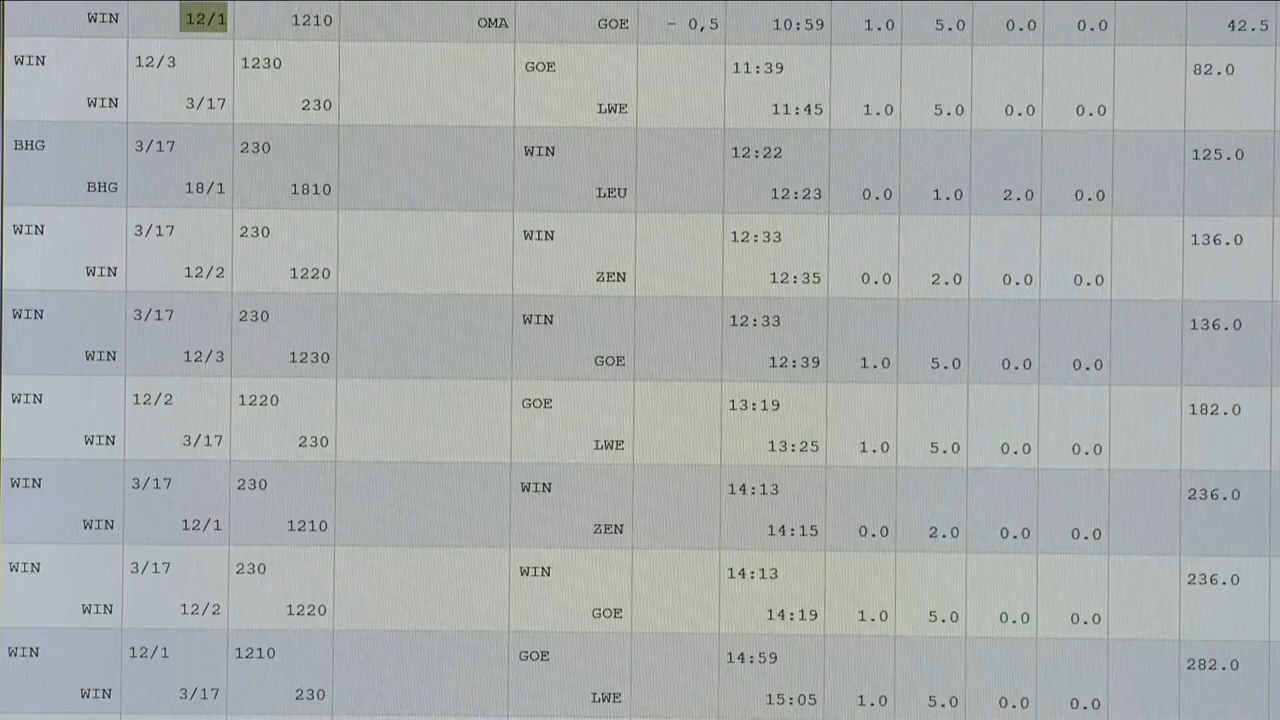 WIN 12/1 1210 OMA GOE - 0,5 10:59 1.0 5.0 0.0 0.0 42.5
WIN 12/3 1230 GOE 11:39 82.0
WIN 3/17 230 LWE 11:45 1.0 5.0 0.0 0.0
BHG 3/17 230 WIN 12:22 125.0
BHG 18/1 1810 LEU 12:23 0.0 1.0 2.0 0.0
WIN 3/17 230 WIN 12:33 136.0
WIN 12/2 1220 ZEN 12:35 0.0 2.0 0.0 0.0
WIN 3/17 230 WIN 12:33 136.0
WIN 12/3 1230 GOE 12:39 1.0 5.0 0.0 0.0
WIN 12/2 1220 GOE 13:19 182.0
WIN 3/17 230 LWE 13:25 1.0 5.0 0.0 0.0
WIN 3/17 230 WIN 14:13 236.0
WIN 12/1 1210 ZEN 14:15 0.0 2.0 0.0 0.0
WIN 3/17 230 WIN 14:13 236.0
WIN 12/2 1220 GOE 14:19 1.0 5.0 0.0 0.0
WIN 12/1 1210 GOE 14:59 282.0
WIN 3/17 230 LWE 15:05 1.0 5.0 0.0 0.0